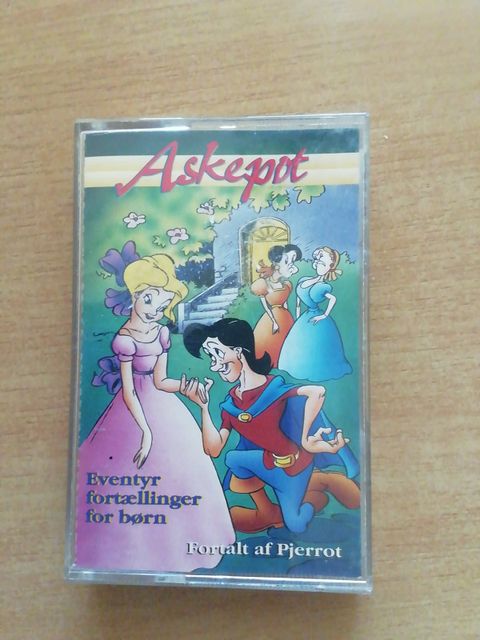 Askepot
Eventyr
fortællinger
for børn
Fortalt af Pjerrot